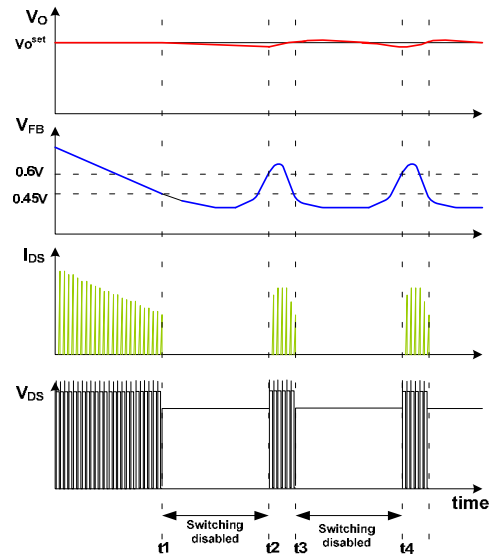 VO
Voset
VFB
0.6V
0.45V
IDS
VDS
time
Switching disabled
Switching disabled
t1
t2
t3
t4